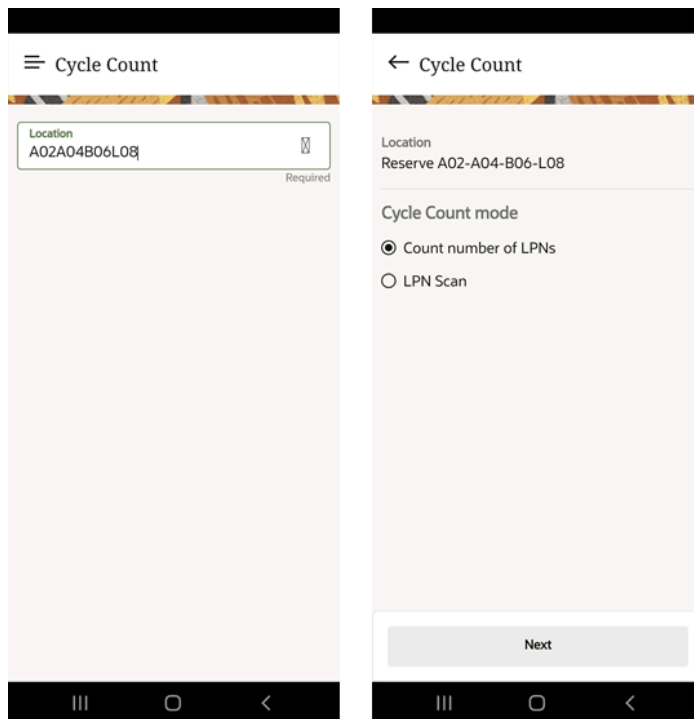 Cycle Count
Location
A02A04B06L08
Required
Cycle Count
Location
Reserve A02-A04-B06-L08
Cycle Count mode
Count number of LPNs
LPN Scan
Next